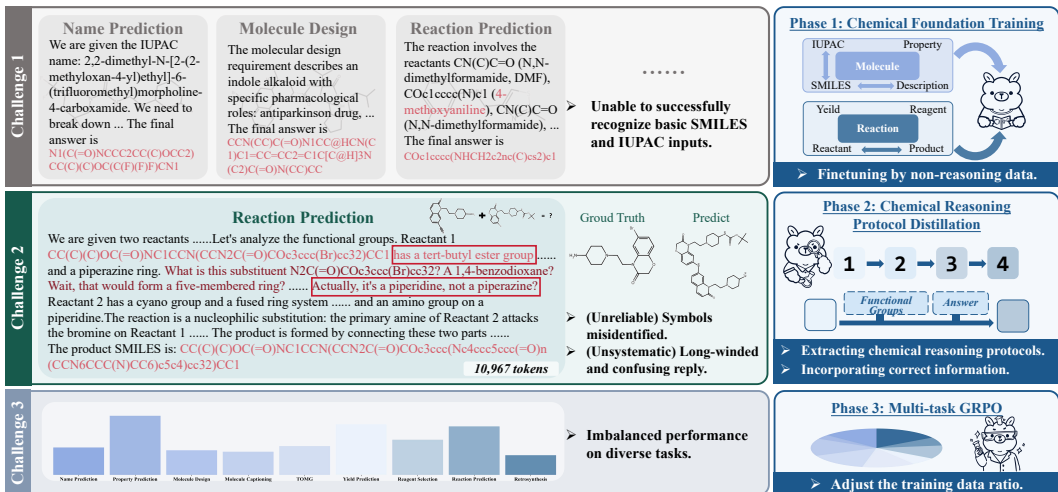 Challenge 1
Name Prediction
We are given the IUPAC
name: 2,2-dimethyl-N-[2-(2-
methyloxan-4-yl)ethyl]-6-
(trifluoromethyl)morpholine-
4-carboxamide. We need to
break down ... The final
answer is
N1(C(=O)NCCC2CC(C)OCC2)
CC(C)(C)OC(C(F)(F)F)CN1
Molecule Design
The molecular design
requirement describes an
indole alkaloid with
specific pharmacological
roles: antiparkinson drug, ...
The final answer is
CCN(CC)C(=O)N1CC@HCN(C
1)C1=CC=CC2=C1C[C@H]3N
(C2)C(=O)N(CC)CC
Reaction Prediction
The reaction involves the
reactants CN(C)C=O (N,N-
dimethylformamide, DMF),
COc1cccc(N)c1 (4-
methoxyaniline), CN(C)C=O
(N,N-dimethylformamide), ...
The final answer is
COc1cccc(NHCH2c2nc(C)cs2)c1
......
➢ Unable to successfully
recognize basic SMILES
and IUPAC inputs.
Phase 1: Chemical Foundation Training
IUPAC Property
Molecule
SMILES Description
Yeild Reagent
Reaction
Reactant Product
➢ Finetuning by non-reasoning data.
Challenge 2
Reaction Prediction
+ - ?
We are given two reactants ......Let's analyze the functional groups. Reactant 1
CC(C)(C)OC(=O)NC1CCN(CCN2C(=O)COc3ccc(Br)cc32)CC1 has a tert-butyl ester group ......
and a piperazine ring. What is this substituent N2C(=O)COc3ccc(Br)cc32? A 1,4-benzodioxane?
Wait, that would form a five-membered ring? ...... Actually, it's a piperidine, not a piperazine?
Reactant 2 has a cyano group and a fused ring system ...... and an amino group on a
piperidine.The reaction is a nucleophilic substitution: the primary amine of Reactant 2 attacks
the bromine on Reactant 1 ...... The product is formed by connecting these two parts ......
The product SMILES is: CC(C)(C)OC(=O)NC1CCN(CCN2C(=O)COc3ccc(Nc4ccc5ccc(=O)n
(CCN6CCC(N)CC6)c5c4)cc32)CC1
10,967 tokens
Groud Truth
Predict
➢ (Unreliable) Symbols
misidentified.
➢ (Unsystematic) Long-winded
and confusing reply.
Phase 2: Chemical Reasoning
Protocol Distillation
1 2 3 4
Functional
Groups
Answer
➢ Extracting chemical reasoning protocols.
➢ Incorporating correct information.
Challenge 3
Name Prediction Property Prediction Molecule Design Molecule Captioning TOMG Yield Prediction Reagent Selection Reaction Prediction Retrosynthesis
➢ Imbalanced performance
on diverse tasks.
Phase 3: Multi-task GRPO
➢ Adjust the training data ratio.